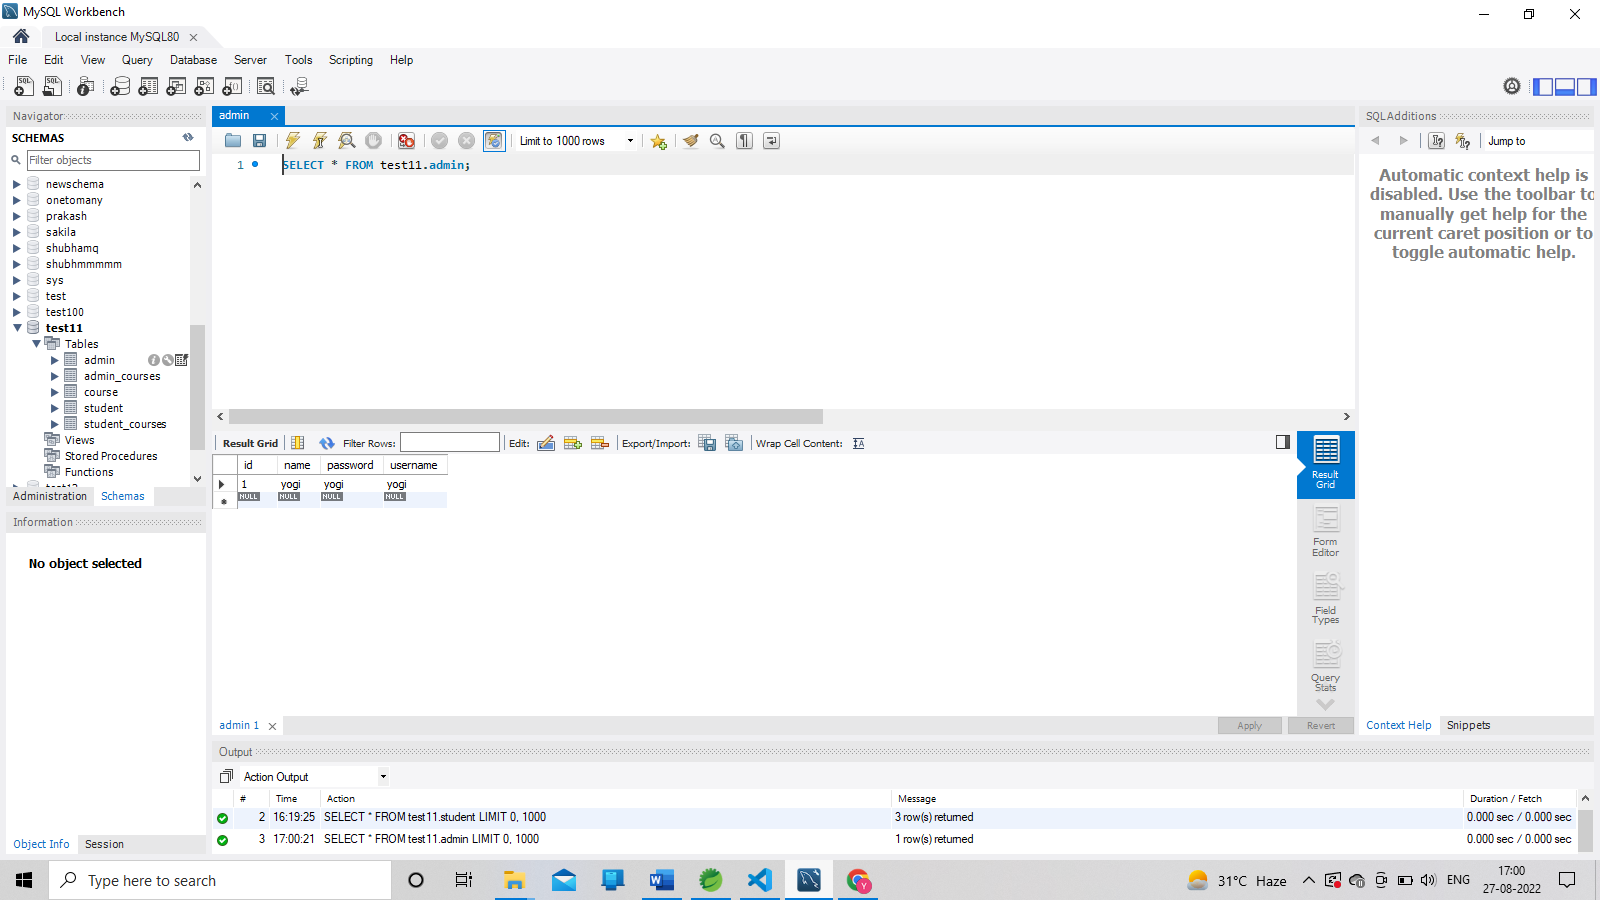 MySQL Workbench
Local instance MySQL80
File Edit View Query Database Server Tools Scripting Help
Navigator
SCHEMAS
Filter objects
newschema
onetomany
prakash
sakila
shubhamq
shubhmmmmm
sys
test
test100
test11
Tables
admin
admin_courses
course
student
student_courses
Views
Stored Procedures
Functions
Administration Schemas
Information
No object selected
Object Info Session
admin
Limit to 1000 rows
1 SELECT * FROM test11.admin;
Result Grid Filter Rows: Edit: Export/Import: Wrap Cell Content:
id name password username
1 yogi yogi yogi
NULL NULL NULL NULL
Result
Grid
Form
Editor
Field
Types
Query
Stats
admin 1
Apply Revert
SQLAdditions
Jump to
Automatic context help is
disabled. Use the toolbar to
manually get help for the
current caret position or to
toggle automatic help.
Context Help Snippets
Output
Action Output
# Time Action Message Duration / Fetch
2 16:19:25 SELECT * FROM test11.student LIMIT 0, 1000 3 row(s) returned 0.000 sec / 0.000 sec
3 17:00:21 SELECT * FROM test11.admin LIMIT 0, 1000 1 row(s) returned 0.000 sec / 0.000 sec
Type here to search
31°C Haze
ENG
17:00
27-08-2022